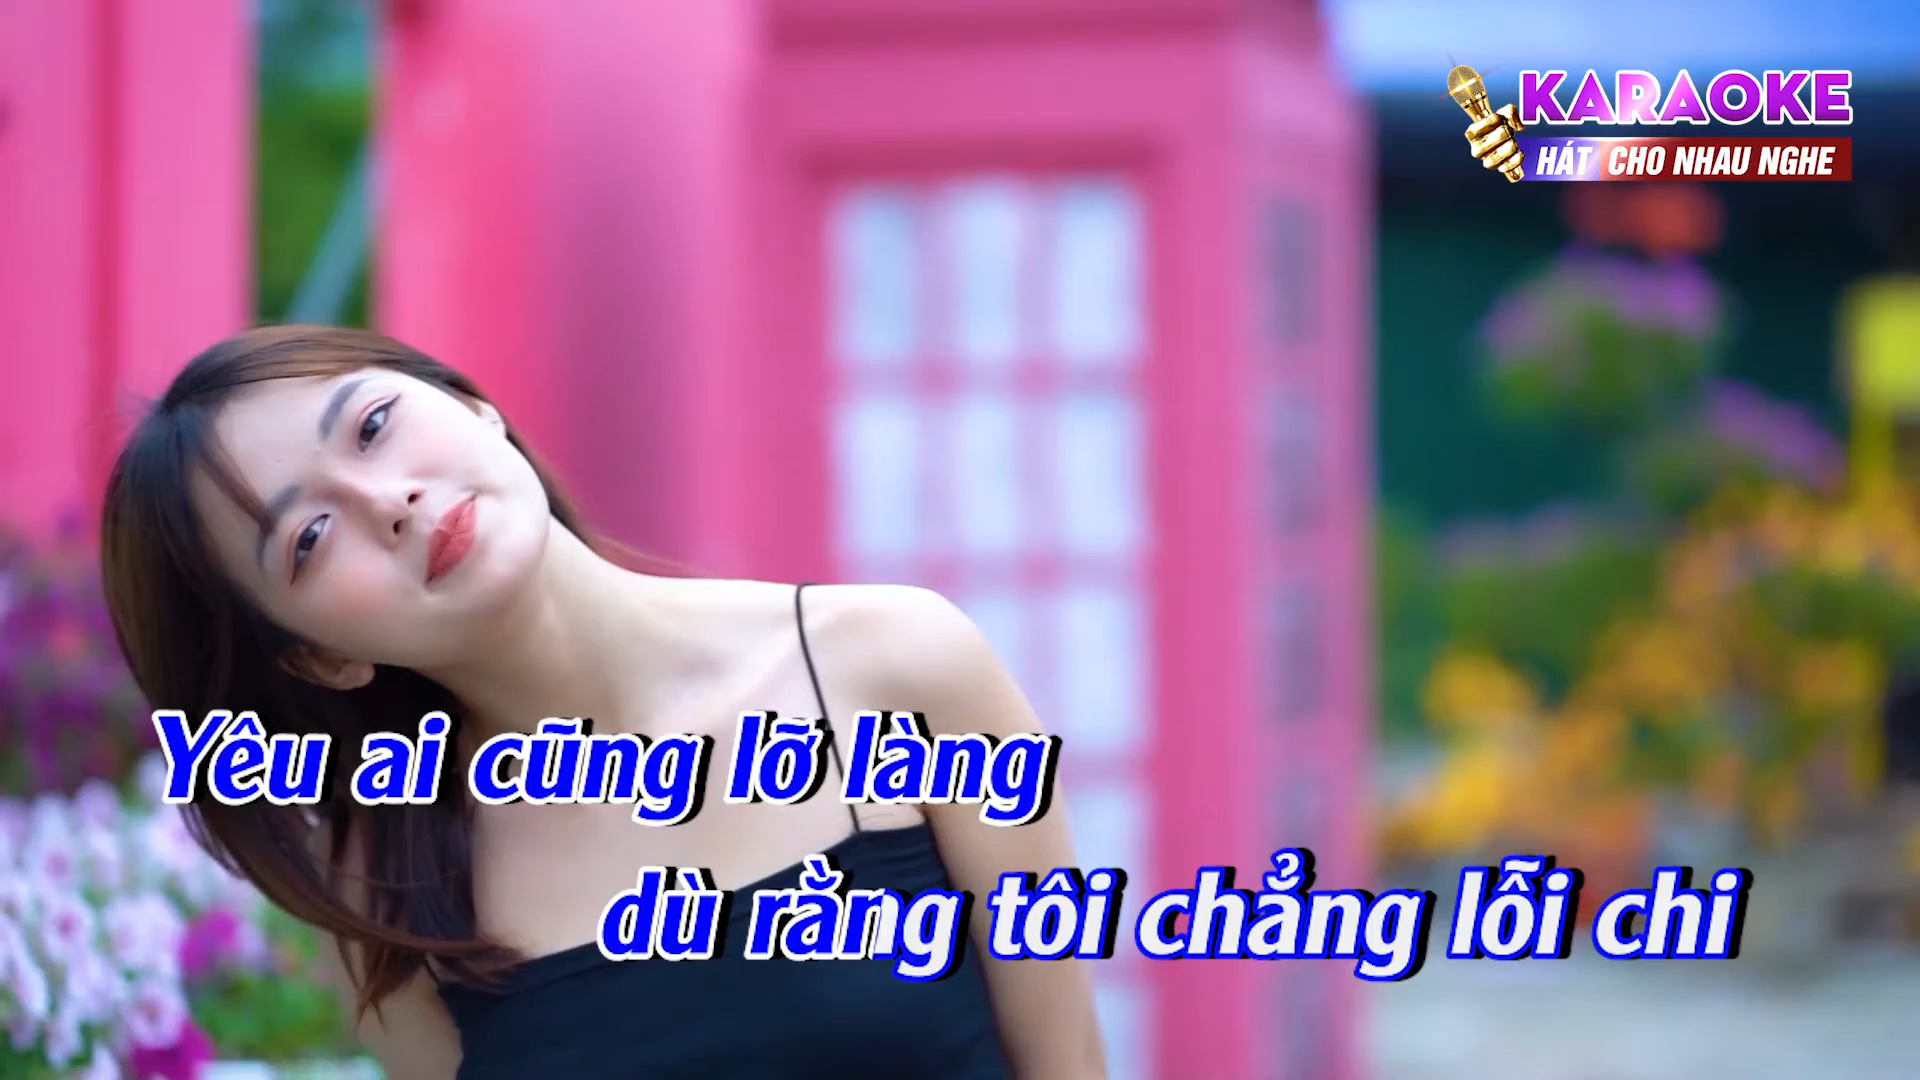 KARAOKE
HÁT CHO NHAU NGHE
Yêu ai cũng lỡ làng
dù rằng tôi chẳng lỗi chi